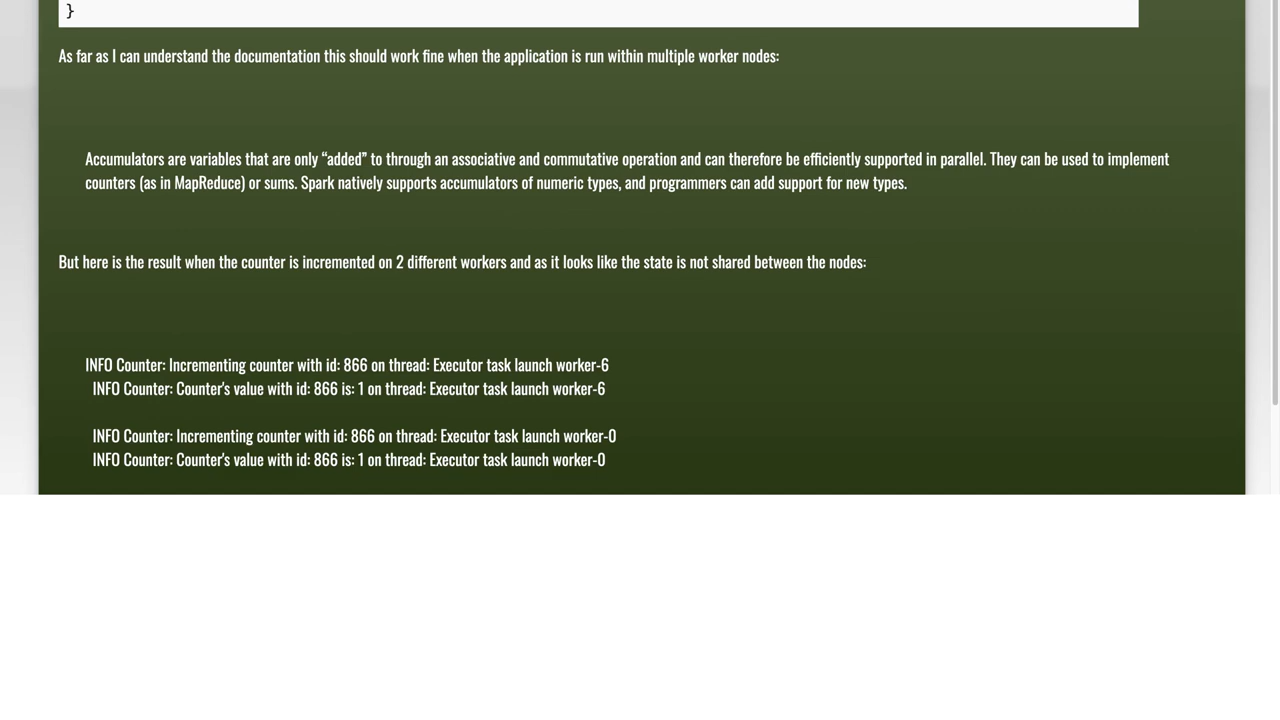 }
As far as I can understand the documentation this should work fine when the application is run within multiple worker nodes:
Accumulators are variables that are only “added” to through an associative and commutative operation and can therefore be efficiently supported in parallel. They can be used to implement
counters (as in MapReduce) or sums. Spark natively supports accumulators of numeric types, and programmers can add support for new types.
But here is the result when the counter is incremented on 2 different workers and as it looks like the state is not shared between the nodes:
INFO Counter: Incrementing counter with id: 866 on thread: Executor task launch worker-6
INFO Counter: Counter's value with id: 866 is: 1 on thread: Executor task launch worker-6
INFO Counter: Incrementing counter with id: 866 on thread: Executor task launch worker-0
INFO Counter: Counter's value with id: 866 is: 1 on thread: Executor task launch worker-0